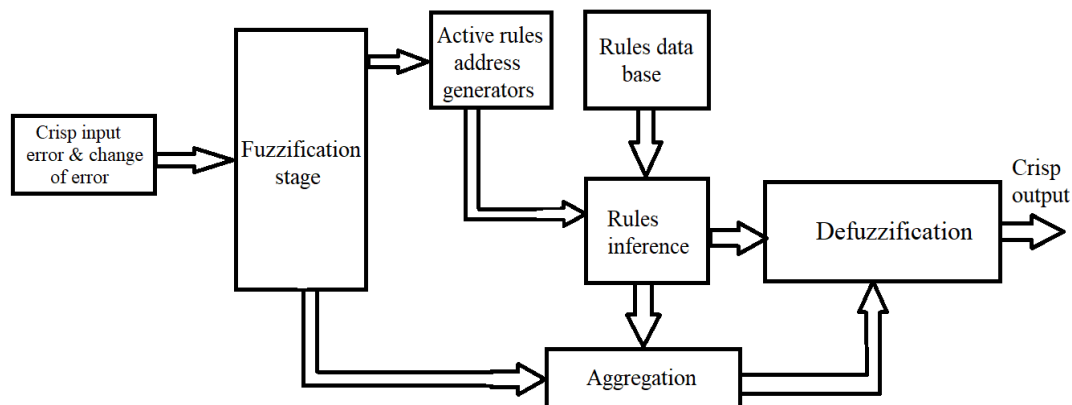 Crisp input
error & change
of error
Fuzzification
stage
Active rules
address
generators
Rules data
base
Rules
inference
Aggregation
Defuzzification
Crisp
output